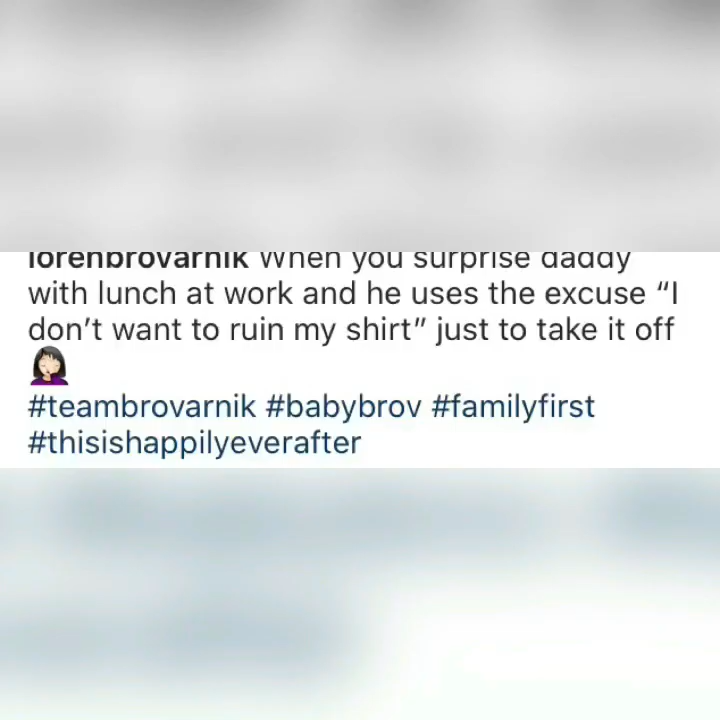 lorenbrovarnik When you surprise daddy
with lunch at work and he uses the excuse “I
don’t want to ruin my shirt” just to take it off
🤦🏻‍♀️
#teambrovarnik #babybrov #familyfirst
#thisishappilyeverafter